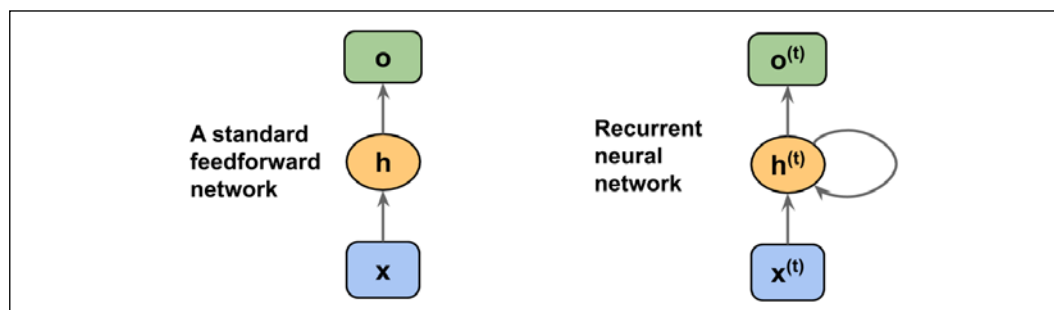 o
A standard
feedforward
network
h
x
o(t)
Recurrent
neural
network
h(t)
x(t)